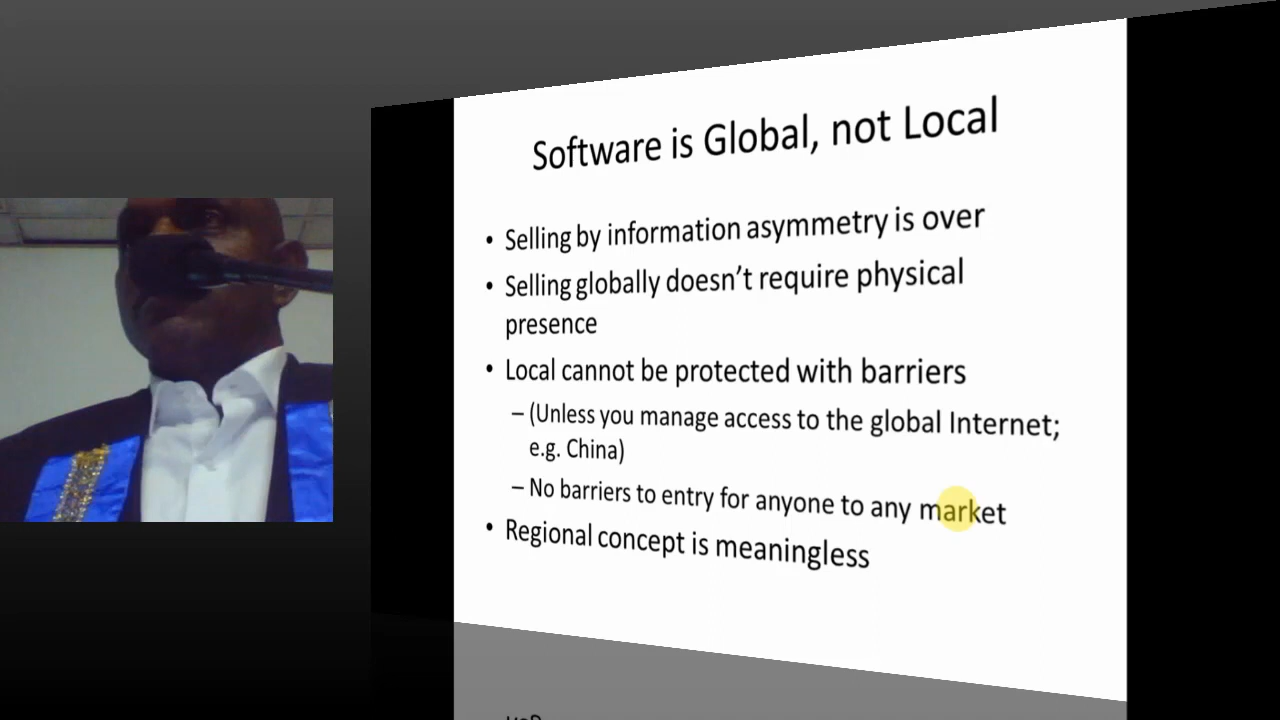 Software is Global, not Local
• Selling by information asymmetry is over
• Selling globally doesn’t require physical
presence
• Local cannot be protected with barriers
– (Unless you manage access to the global Internet;
e.g. China)
– No barriers to entry for anyone to any market
• Regional concept is meaningless